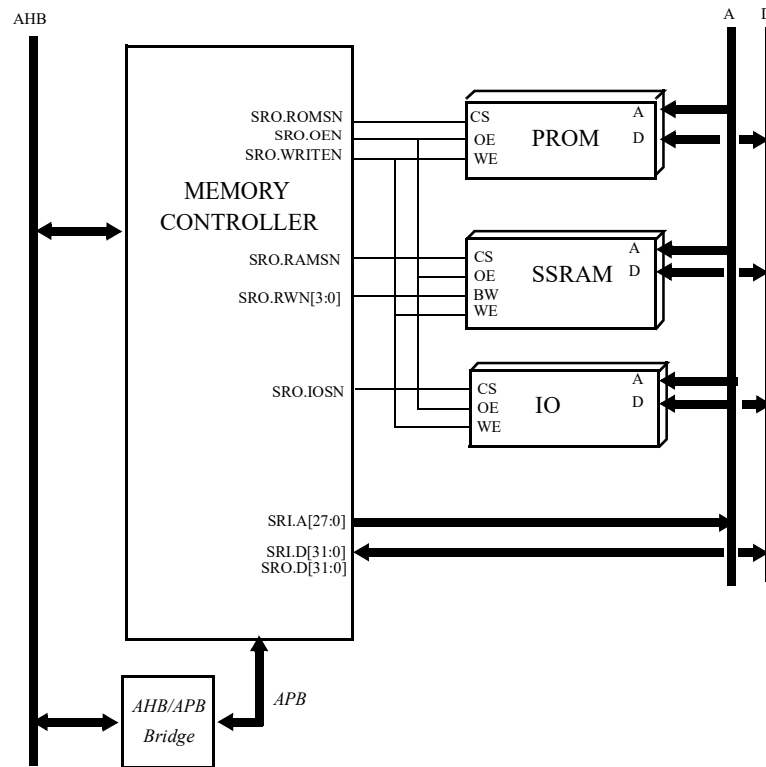 AHB
A
SRO.ROMSN
SRO.OEN
SRO.WRITEN
CS
OE
WE
PROM
A
D
MEMORY
CONTROLLER
SRO.RAMSN
SRO.RWN[3:0]
CS
OE
BW
WE
SSRAM
A
D
SRO.IOSN
CS
OE
WE
IO
A
D
SRI.A[27:0]
SRI.D[31:0]
SRO.D[31:0]
AHB/APB
Bridge
APB